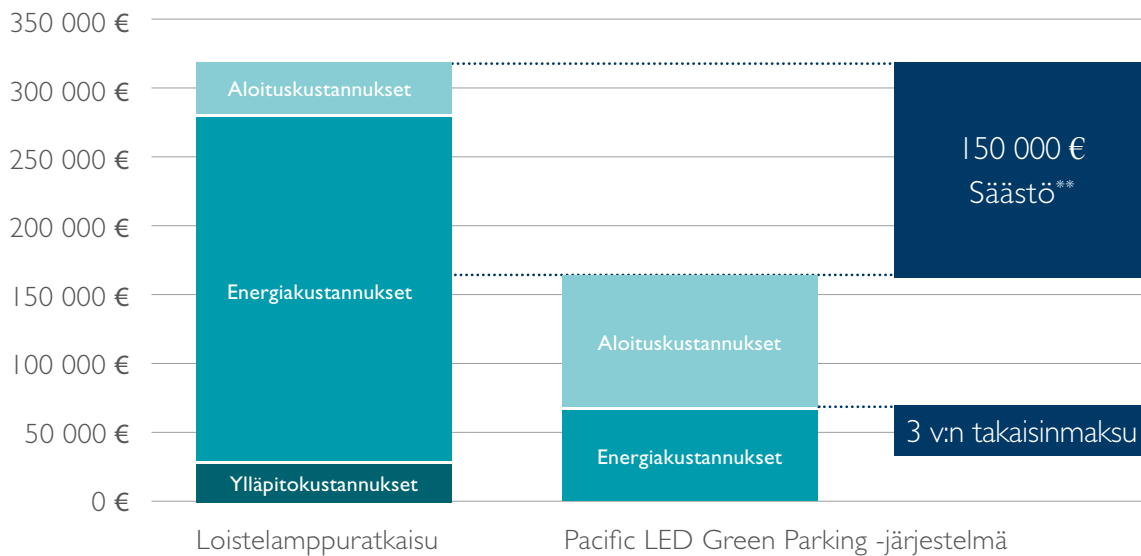 350 000 €
300 000 €
250 000 €
200 000 €
150 000 €
100 000 €
50 000 €
0 €
Aloituskustannukset
Energiakustannukset
Ylläpitokustannukset
Aloituskustannukset
Energiakustannukset
150 000 €
Säästö**
3 v:n takaisinmaksu
Loistelamppuratkaisu
Pacific LED Green Parking -järjestelmä